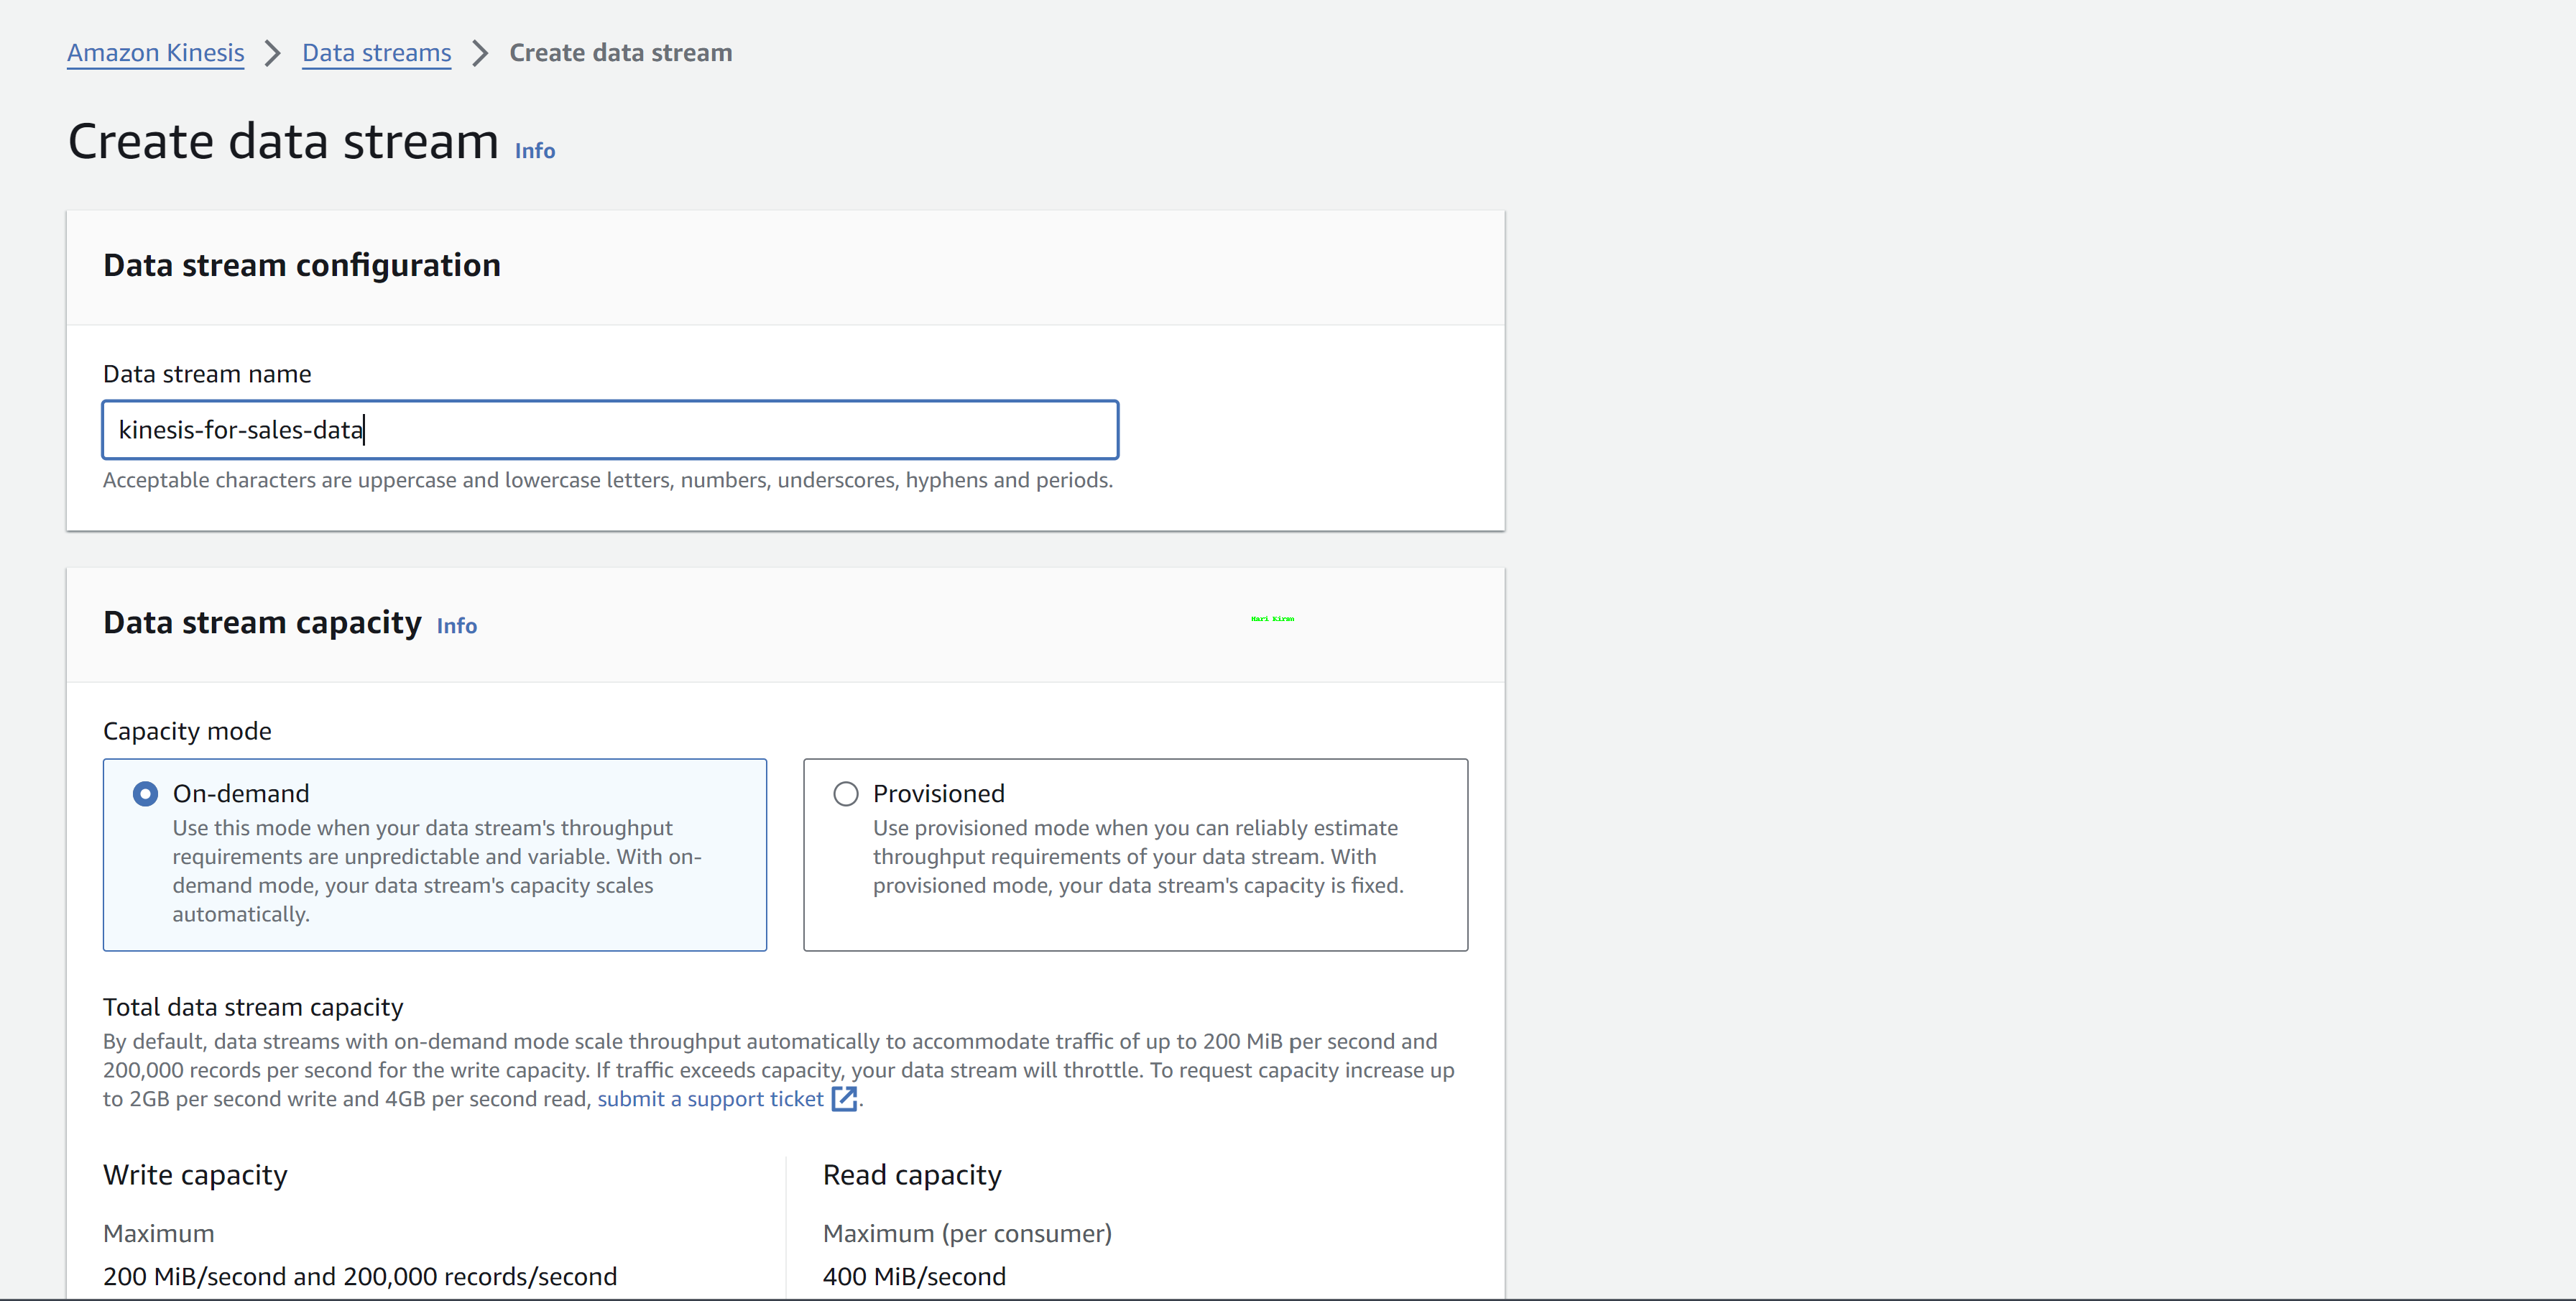 Amazon Kinesis > Data streams > Create data stream
Create data stream Info
Data stream configuration
Data stream name
kinesis-for-sales-data
Acceptable characters are uppercase and lowercase letters, numbers, underscores, hyphens and periods.
Data stream capacity Info
Hari Kiran
Capacity mode
On-demand
Use this mode when your data stream's throughput
requirements are unpredictable and variable. With on-
demand mode, your data stream's capacity scales
automatically.
Provisioned
Use provisioned mode when you can reliably estimate
throughput requirements of your data stream. With
provisioned mode, your data stream's capacity is fixed.
Total data stream capacity
By default, data streams with on-demand mode scale throughput automatically to accommodate traffic of up to 200 MiB per second and
200,000 records per second for the write capacity. If traffic exceeds capacity, your data stream will throttle. To request capacity increase up
to 2GB per second write and 4GB per second read, submit a support ticket .
Write capacity
Maximum
200 MiB/second and 200,000 records/second
Read capacity
Maximum (per consumer)
400 MiB/second